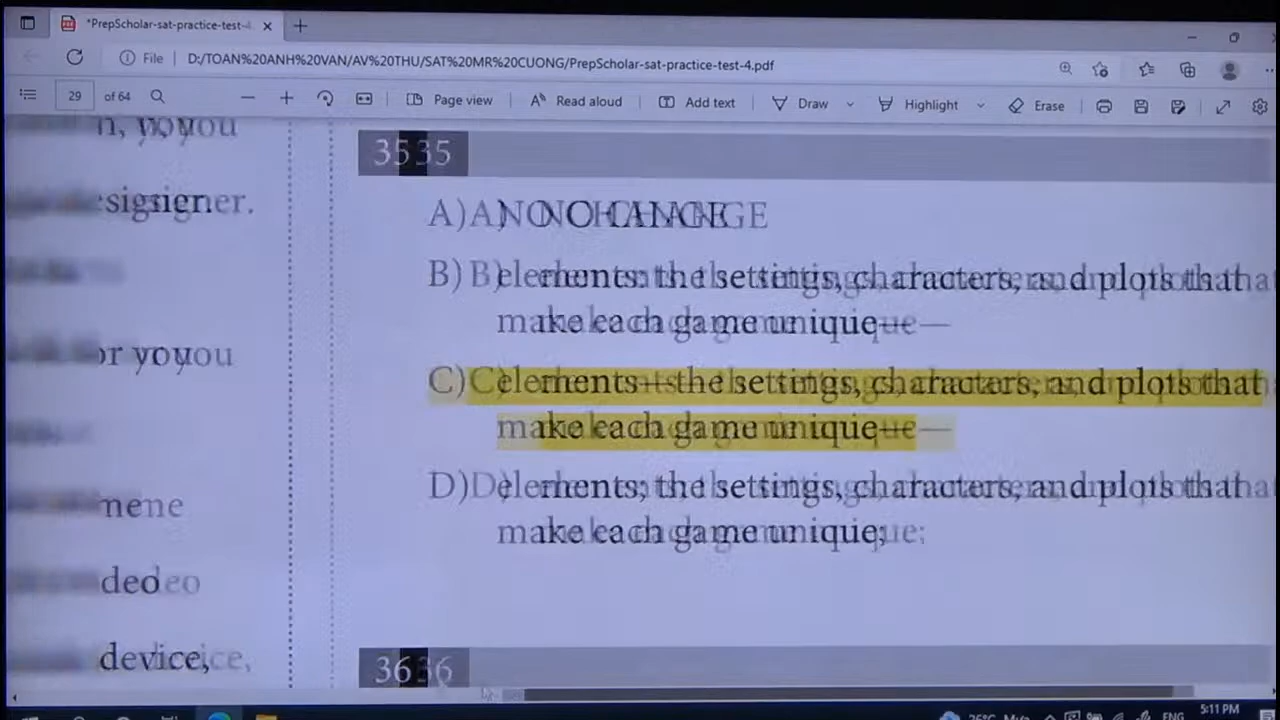 *PrepScholar-sat-practice-test-4.
File D:/TOAN%20ANH%20VAN/AV%20THU/SAT%20MR%20CUONG/PrepScholar-sat-practice-test-4.pdf
29 of 64 Page view Read aloud Add text Draw Highlight Erase
35
A) NO CHANGE
B) elements: the settings, characters, and plots that
make each game unique—
C) elements—the settings, characters, and plots that
make each game unique—
D) elements; the settings, characters, and plots that
make each game unique;
36
you
or you
device,
5:11 PM
ENG